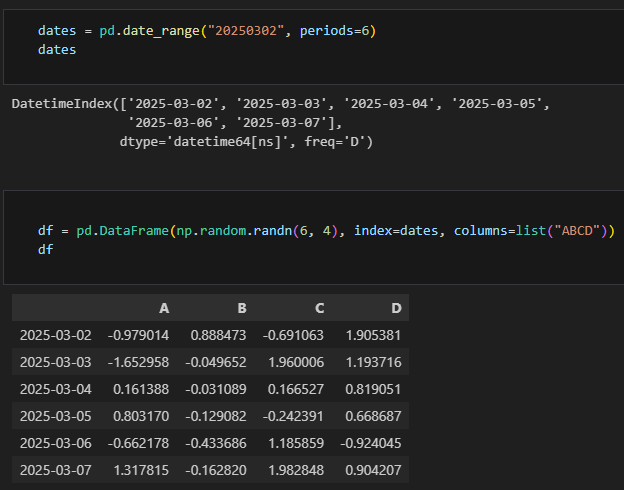 dates = pd.date_range("20250302", periods=6)
dates
DatetimeIndex(['2025-03-02', '2025-03-03', '2025-03-04', '2025-03-05',
'2025-03-06', '2025-03-07'],
dtype='datetime64[ns]', freq='D')
df = pd.DataFrame(np.random.randn(6, 4), index=dates, columns=list("ABCD"))
df
A B C D
2025-03-02 -0.979014 0.888473 -0.691063 1.905381
2025-03-03 -1.652958 -0.049652 1.960006 1.193716
2025-03-04 0.161388 -0.031089 0.166527 0.819051
2025-03-05 0.803170 -0.129082 -0.242391 0.668687
2025-03-06 -0.662178 -0.433686 1.185859 -0.924045
2025-03-07 1.317815 -0.162820 1.982848 0.904207